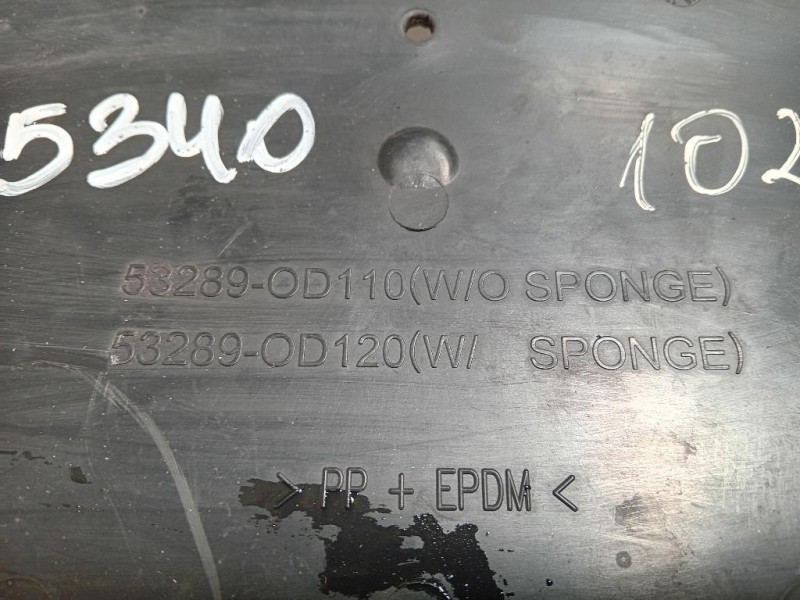 5340 102
53289-OD110(W/O SPONGE)
53289-OD120(W/ SPONGE)
> PP + EPDM <